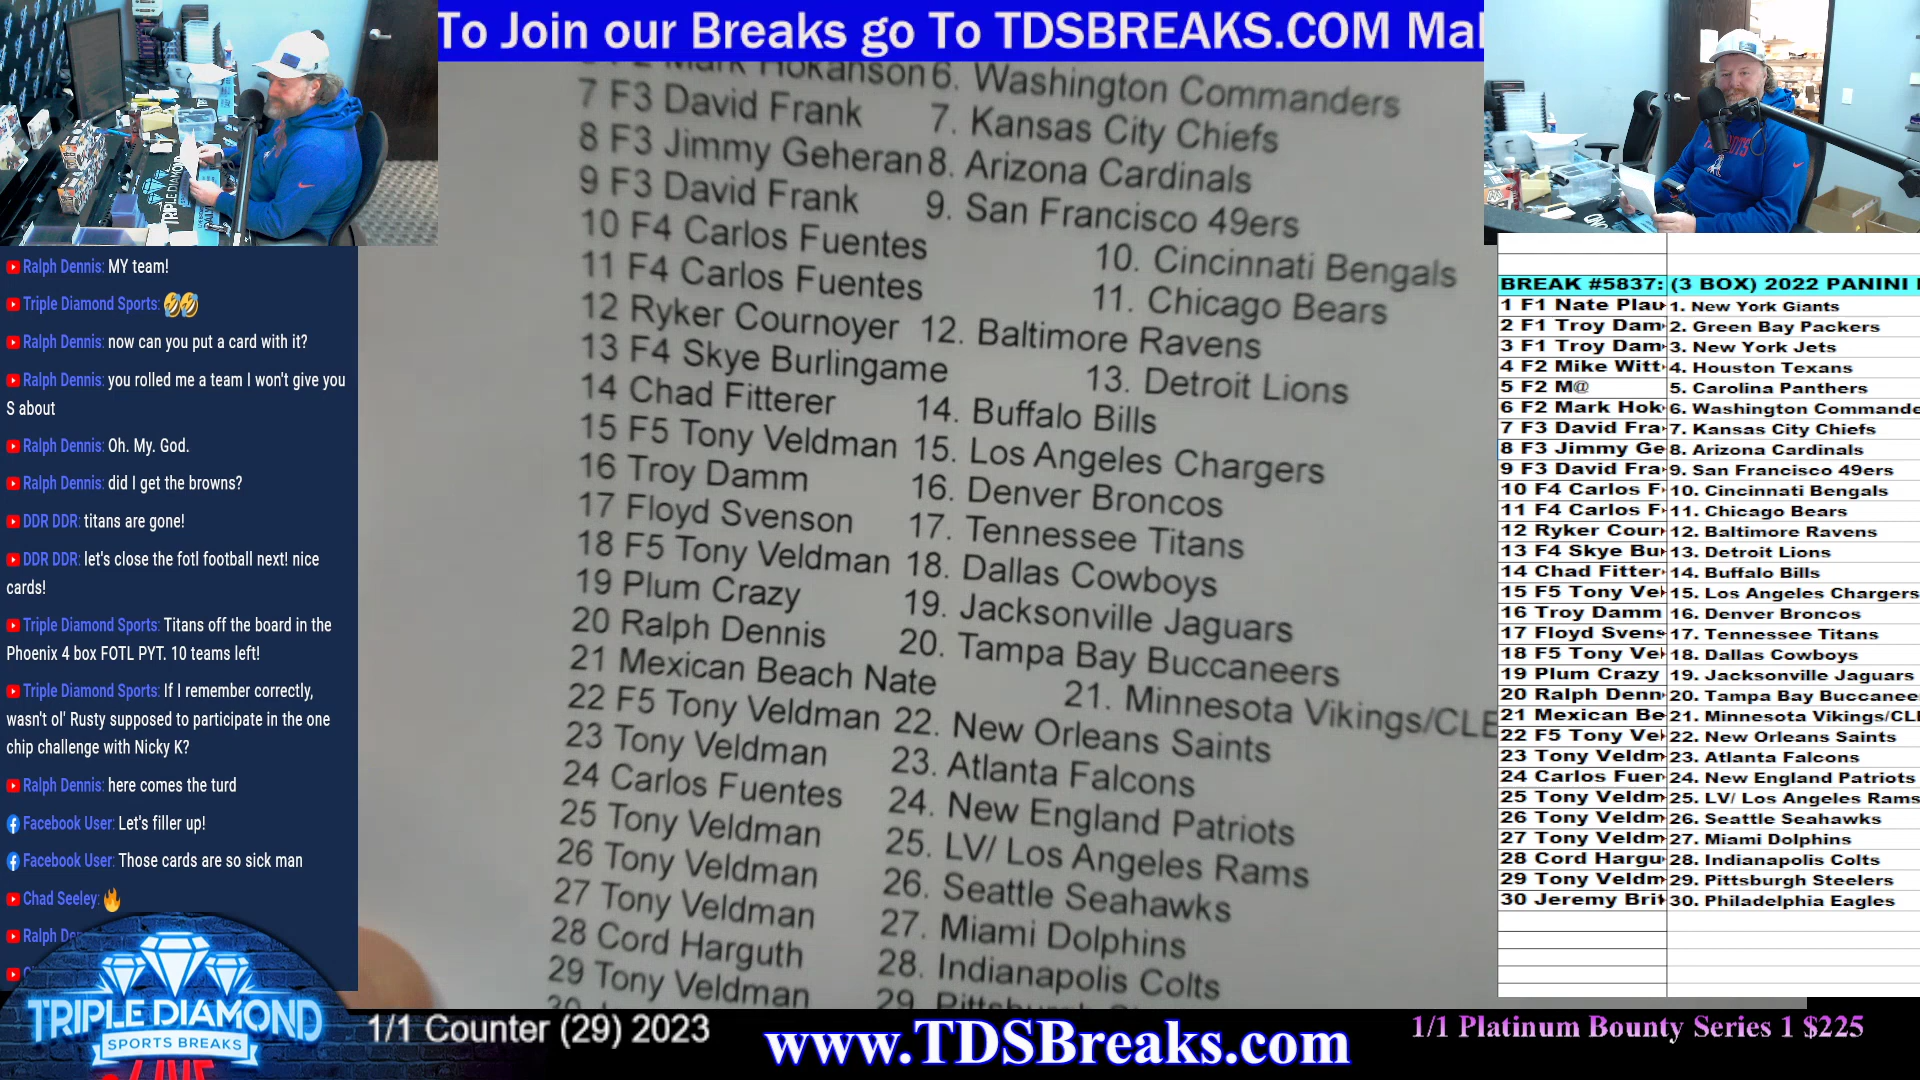 To Join our Breaks go To TDSBREAKS.COM
Mark Hokanson 6. Washington Commanders
7 F3 David Frank 7. Kansas City Chiefs
8 F3 Jimmy Geheran 8. Arizona Cardinals
9 F3 David Frank 9. San Francisco 49ers
10 F4 Carlos Fuentes 10. Cincinnati Bengals
11 F4 Carlos Fuentes 11. Chicago Bears
12 Ryker Cournoyer 12. Baltimore Ravens
13 F4 Skye Burlingame 13. Detroit Lions
14 Chad Fitterer 14. Buffalo Bills
15 F5 Tony Veldman 15. Los Angeles Chargers
16 Troy Damm 16. Denver Broncos
17 Floyd Svenson 17. Tennessee Titans
18 F5 Tony Veldman 18. Dallas Cowboys
19 Plum Crazy 19. Jacksonville Jaguars
20 Ralph Dennis 20. Tampa Bay Buccaneers
21 Mexican Beach Nate 21. Minnesota Vikings/CLE
22 F5 Tony Veldman 22. New Orleans Saints
23 Tony Veldman 23. Atlanta Falcons
24 Carlos Fuentes 24. New England Patriots
25 Tony Veldman 25. LV/ Los Angeles Rams
26 Tony Veldman 26. Seattle Seahawks
27 Tony Veldman 27. Miami Dolphins
28 Cord Harguth 28. Indianapolis Colts
29 Tony Veldman 29.
Ralph Dennis: MY team!
Triple Diamond Sports: 🤣🤣
Ralph Dennis: now can you put a card with it?
Ralph Dennis: you rolled me a team I won't give you
S about
Ralph Dennis: Oh. My. God.
Ralph Dennis: did I get the browns?
DDR DDR: titans are gone!
DDR DDR: let's close the fotl football next! nice
cards!
Triple Diamond Sports: Titans off the board in the
Phoenix 4 box FOTL PYT. 10 teams left!
Triple Diamond Sports: If I remember correctly,
wasn't ol' Rusty supposed to participate in the one
chip challenge with Nicky K?
Ralph Dennis: here comes the turd
Facebook User: Let's filler up!
Facebook User: Those cards are so sick man
Chad Seeley: 🔥
Ralph
BREAK #5837: (3 BOX) 2022 PANINI
1 F1 Nate Plau 1. New York Giants
2 F1 Troy Dam 2. Green Bay Packers
3 F1 Troy Dam 3. New York Jets
4 F2 Mike Witt 4. Houston Texans
5 F2 M@ 5. Carolina Panthers
6 F2 Mark Hok 6. Washington Commande
7 F3 David Fra 7. Kansas City Chiefs
8 F3 Jimmy Ge 8. Arizona Cardinals
9 F3 David Fra 9. San Francisco 49ers
10 F4 Carlos F 10. Cincinnati Bengals
11 F4 Carlos F 11. Chicago Bears
12 Ryker Cour 12. Baltimore Ravens
13 F4 Skye Bu 13. Detroit Lions
14 Chad Fitter 14. Buffalo Bills
15 F5 Tony Ve 15. Los Angeles Chargers
16 Troy Damm 16. Denver Broncos
17 Floyd Svens 17. Tennessee Titans
18 F5 Tony Ve 18. Dallas Cowboys
19 Plum Crazy 19. Jacksonville Jaguars
20 Ralph Denn 20. Tampa Bay Buccanee
21 Mexican Be 21. Minnesota Vikings/CL
22 F5 Tony Ve 22. New Orleans Saints
23 Tony Veldm 23. Atlanta Falcons
24 Carlos Fuer 24. New England Patriots
25 Tony Veldm 25. LV/ Los Angeles Rams
26 Tony Veldm 26. Seattle Seahawks
27 Tony Veldm 27. Miami Dolphins
28 Cord Hargu 28. Indianapolis Colts
29 Tony Veldm 29. Pittsburgh Steelers
30 Jeremy Brit 30. Philadelphia Eagles
TRIPLE DIAMOND
SPORTS BREAKS
LIVE
1/1 Counter (29) 2023
www.TDSBreaks.com
1/1 Platinum Bounty Series 1 $225